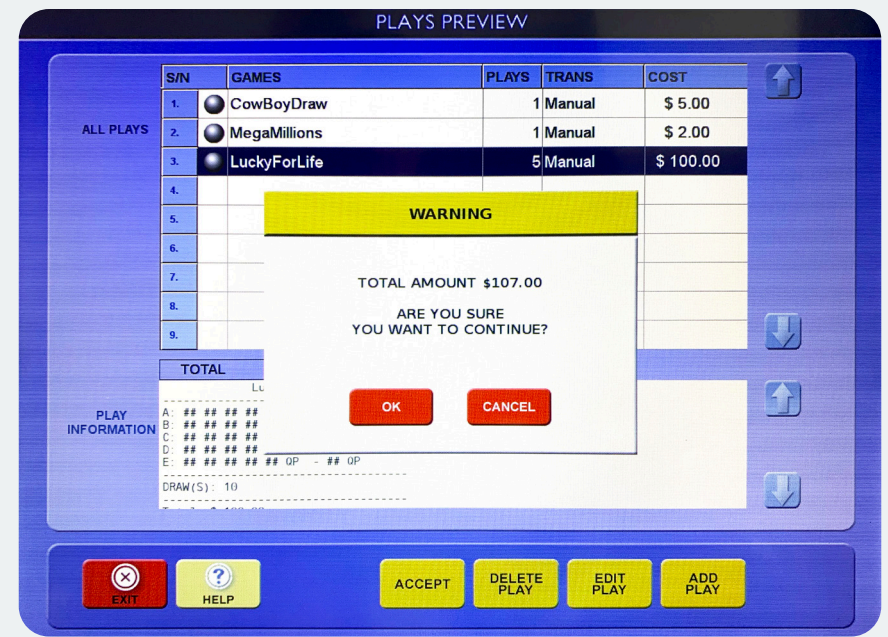 PLAYS PREVIEW
S/N GAMES PLAYS TRANS COST
1. CowBoyDraw 1 Manual $ 5.00
ALL PLAYS
2. MegaMillions 1 Manual $ 2.00
3. LuckyForLife 5 Manual $ 100.00
4.
5.
6.
7.
8.
9.
WARNING
TOTAL AMOUNT $107.00
ARE YOU SURE
YOU WANT TO CONTINUE?
OK CANCEL
TOTAL
PLAY
INFORMATION
A: ## ## ## ##
B: ## ## ## ##
C: ## ## ## ##
D: ## ## ## ##
E: ## ## ## ## ## QP - ## QP
DRAW(S): 10
EXIT
HELP
ACCEPT
DELETE
PLAY
EDIT
PLAY
ADD
PLAY